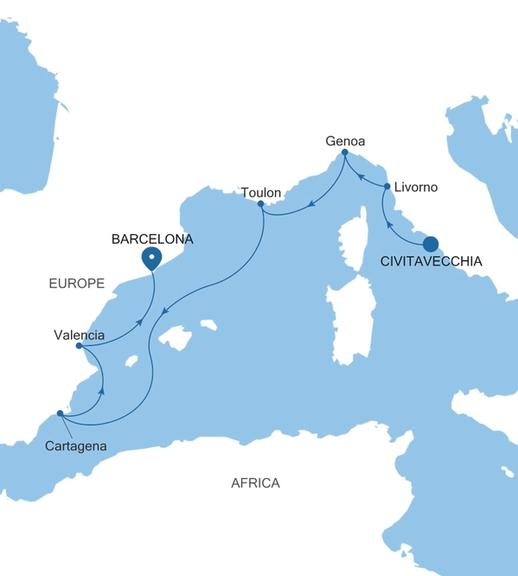 Genoa
Livorno
Toulon
BARCELONA
CIVITAVECCHIA
EUROPE
Valencia
Cartagena
AFRICA